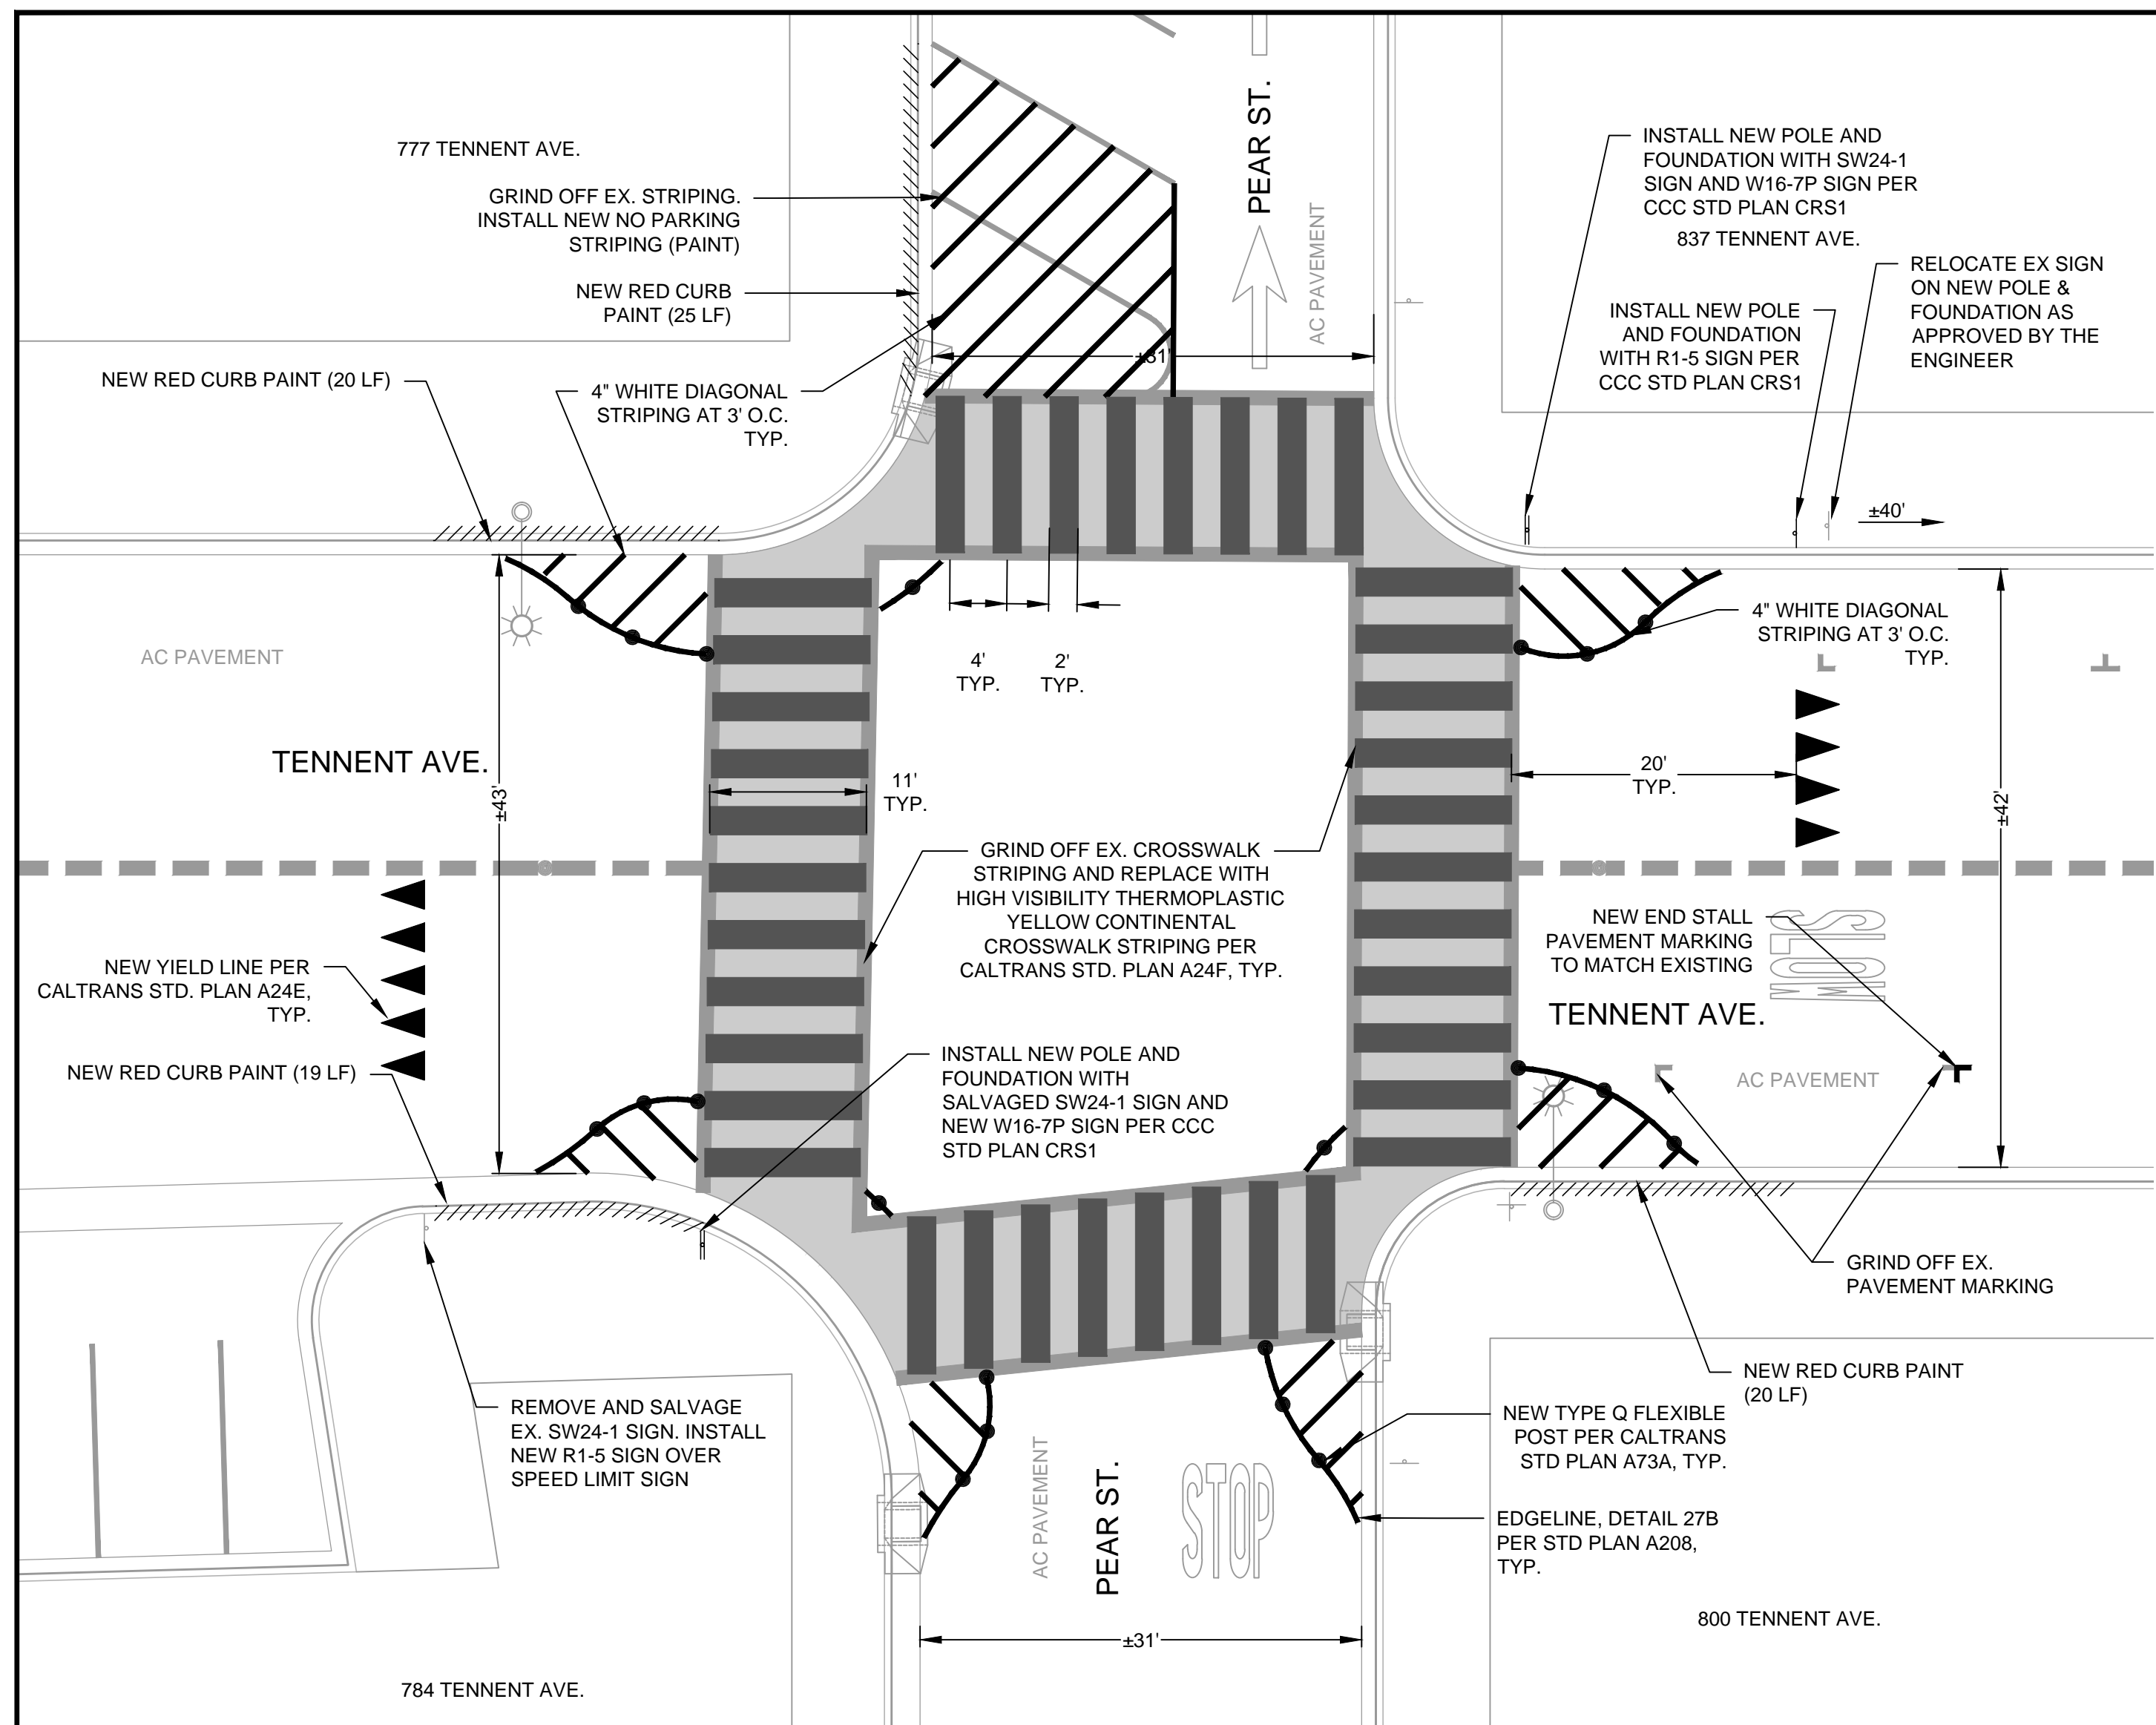 PEAR ST.
AC PAVEMENT
777 TENNENT AVE.
GRIND OFF EX. STRIPING.
INSTALL NEW NO PARKING
STRIPING (PAINT)
NEW RED CURB
PAINT (25 LF)
NEW RED CURB PAINT (20 LF)
4" WHITE DIAGONAL
STRIPING AT 3' O.C.
TYP.
±31'
INSTALL NEW POLE AND
FOUNDATION WITH SW24-1
SIGN AND W16-7P SIGN PER
CCC STD PLAN CRS1
837 TENNENT AVE.
RELOCATE EX SIGN
ON NEW POLE &
FOUNDATION AS
APPROVED BY THE
ENGINEER
INSTALL NEW POLE
AND FOUNDATION
WITH R1-5 SIGN PER
CCC STD PLAN CRS1
±40'
4" WHITE DIAGONAL
STRIPING AT 3' O.C.
TYP.
AC PAVEMENT
4'
TYP.
2'
TYP.
TENNENT AVE.
±43'
11'
TYP.
20'
TYP.
±42'
GRIND OFF EX. CROSSWALK
STRIPING AND REPLACE WITH
HIGH VISIBILITY THERMOPLASTIC
YELLOW CONTINENTAL
CROSSWALK STRIPING PER
CALTRANS STD. PLAN A24F, TYP.
NEW END STALL
PAVEMENT MARKING
TO MATCH EXISTING
SLOW
TENNENT AVE.
AC PAVEMENT
NEW YIELD LINE PER
CALTRANS STD. PLAN A24E,
TYP.
NEW RED CURB PAINT (19 LF)
INSTALL NEW POLE AND
FOUNDATION WITH
SALVAGED SW24-1 SIGN AND
NEW W16-7P SIGN PER CCC
STD PLAN CRS1
GRIND OFF EX.
PAVEMENT MARKING
NEW RED CURB PAINT
(20 LF)
REMOVE AND SALVAGE
EX. SW24-1 SIGN. INSTALL
NEW R1-5 SIGN OVER
SPEED LIMIT SIGN
NEW TYPE Q FLEXIBLE
POST PER CALTRANS
STD PLAN A73A, TYP.
EDGELINE, DETAIL 27B
PER STD PLAN A208,
TYP.
AC PAVEMENT
PEAR ST.
STOP
±31'
800 TENNENT AVE.
784 TENNENT AVE.